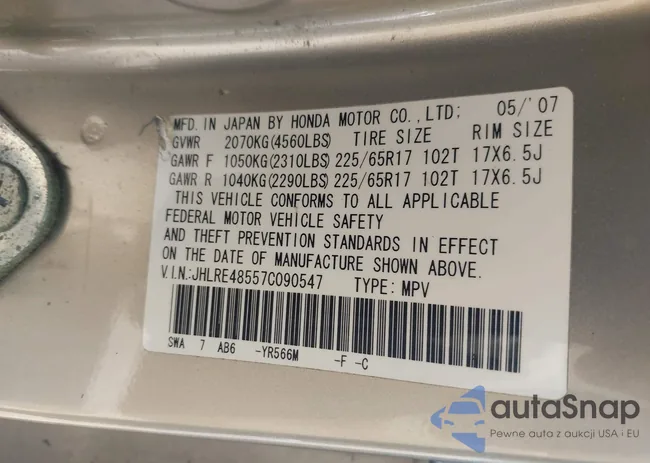 MFD. IN JAPAN BY HONDA MOTOR CO., LTD; 05/'07
GVWR 2070KG(4560LBS) TIRE SIZE RIM SIZE
GAWR F 1050KG(2310LBS) 225/65R17 102T 17X6.5J
GAWR R 1040KG(2290LBS) 225/65R17 102T 17X6.5J
THIS VEHICLE CONFORMS TO ALL APPLICABLE
FEDERAL MOTOR VEHICLE SAFETY
AND THEFT PREVENTION STANDARDS IN EFFECT
ON THE DATE OF MANUFACTURE SHOWN ABOVE.
V.I.N.:JHLRE48557C090547 TYPE: MPV
SWA 7 AB6 -YR566M -F -C
autaSnap
Pewne auta z aukcji USA i EU